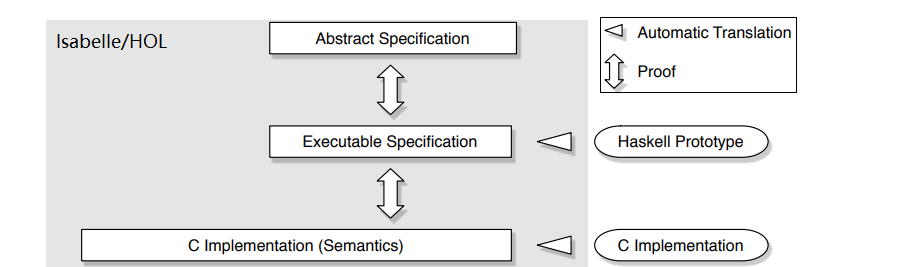 Isabelle/HOL
Abstract Specification
Automatic Translation
Proof
Executable Specification
Haskell Prototype
C Implementation (Semantics)
C Implementation